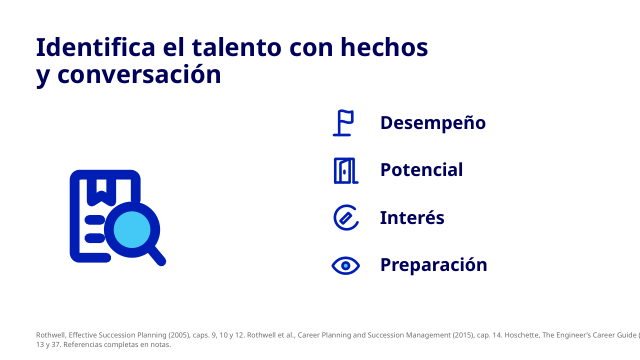 Identifica el talento con hechos
y conversación
Desempeño
Potencial
Interés
Preparación
Rothwell, Effective Succession Planning (2005), caps. 9, 10 y 12. Rothwell et al., Career Planning and Succession Management (2015), cap. 14. Hoschette, The Engineer's Career Guide (
13 y 37. Referencias completas en notas.